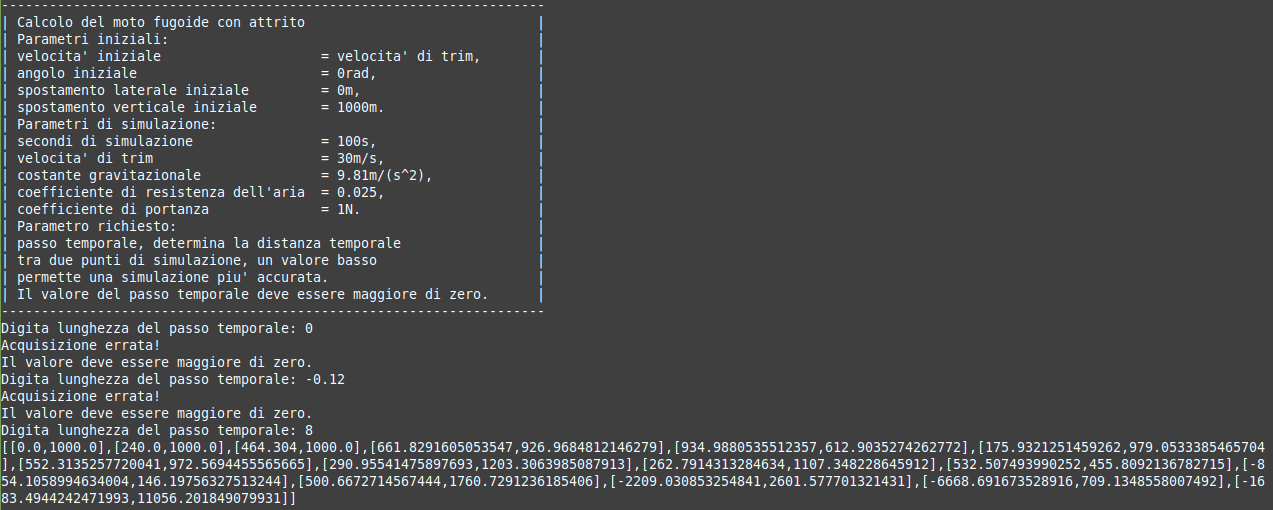 --------------------------------------------------------------------
| Calcolo del moto fugoide con attrito |
| Parametri iniziali: |
| velocita' iniziale = velocita' di trim, |
| angolo iniziale = 0rad, |
| spostamento laterale iniziale = 0m, |
| spostamento verticale iniziale = 1000m. |
| Parametri di simulazione: |
| secondi di simulazione = 100s, |
| velocita' di trim = 30m/s, |
| costante gravitazionale = 9.81m/(s^2), |
| coefficiente di resistenza dell'aria = 0.025, |
| coefficiente di portanza = 1N. |
| Parametro richiesto: |
| passo temporale, determina la distanza temporale |
| tra due punti di simulazione, un valore basso |
| permette una simulazione piu' accurata. |
| Il valore del passo temporale deve essere maggiore di zero. |
--------------------------------------------------------------------
Digita lunghezza del passo temporale: 0
Acquisizione errata!
Il valore deve essere maggiore di zero.
Digita lunghezza del passo temporale: -0.12
Acquisizione errata!
Il valore deve essere maggiore di zero.
Digita lunghezza del passo temporale: 8
[[0.0,1000.0],[240.0,1000.0],[464.304,1000.0],[661.8291605053547,926.9684812146279],[934.9880535512357,612.9035274262772],[175.9321251459262,979.0533385465704
],[552.3135257720041,972.5694455565665],[290.95541475897693,1203.3063985087913],[262.7914313284634,1107.348228645912],[532.507493990252,455.8092136782715],[-8
54.1058994634004,146.19756327513244],[500.6672714567444,1760.7291236185406],[-2209.030853254841,2601.577701321431],[-6668.691673528916,709.1348558007492],[-16
83.4944242471993,11056.201849079931]]